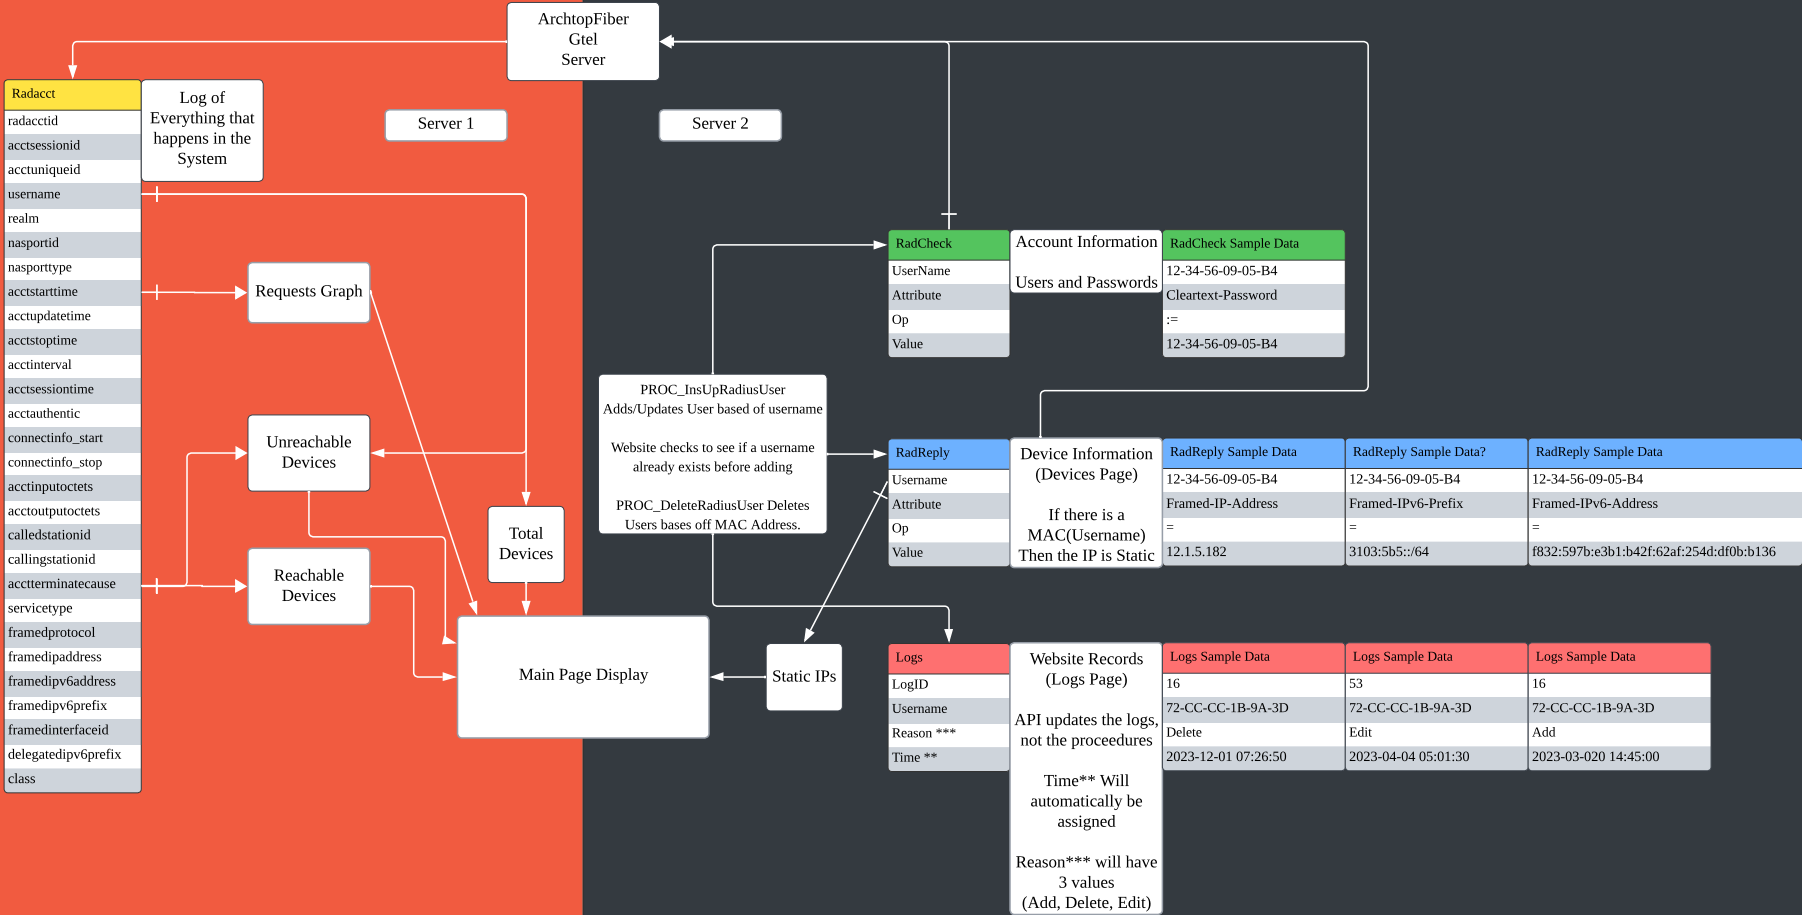 ArchtopFiber
Gtel
Server
Server 1
Server 2
Radacct
radacctid
acctsessionid
acctuniqueid
username
realm
nasportid
nasporttype
acctstarttime
acctupdatetime
acctstoptime
acctinterval
acctsessiontime
acctauthentic
connectinfo_start
connectinfo_stop
acctinputoctets
acctoutputoctets
calledstationid
callingstationid
acctterminatecause
servicetype
framedprotocol
framedipaddress
framedipv6address
framedipv6prefix
framedinterfaceid
delegatedipv6prefix
class
Log of
Everything that
happens in the
System
Requests Graph
Unreachable
Devices
Reachable
Devices
Total
Devices
Main Page Display
Static IPs
PROC_InsUpRadiusUser
Adds/Updates User based of username
Website checks to see if a username
already exists before adding
PROC_DeleteRadiusUser Deletes
Users bases off MAC Address.
RadCheck
UserName
Attribute
Op
Value
Account Information
Users and Passwords
RadCheck Sample Data
12-34-56-09-05-B4
Cleartext-Password
:=
12-34-56-09-05-B4
RadReply
Username
Attribute
Op
Value
Device Information
(Devices Page)
If there is a
MAC(Username)
Then the IP is Static
RadReply Sample Data
12-34-56-09-05-B4
Framed-IP-Address
=
12.1.5.182
RadReply Sample Data?
12-34-56-09-05-B4
Framed-IPv6-Prefix
=
3103:5b5::/64
RadReply Sample Data
12-34-56-09-05-B4
Framed-IPv6-Address
=
f832:597b:e3b1:b42f:62af:254d:df0b:b136
Logs
LogID
Username
Reason ***
Time **
Website Records
(Logs Page)
API updates the logs,
not the proceedures
Time** Will
automatically be
assigned
Reason*** will have
3 values
(Add, Delete, Edit)
Logs Sample Data
16
72-CC-CC-1B-9A-3D
Delete
2023-12-01 07:26:50
Logs Sample Data
53
72-CC-CC-1B-9A-3D
Edit
2023-04-04 05:01:30
Logs Sample Data
16
72-CC-CC-1B-9A-3D
Add
2023-03-020 14:45:00